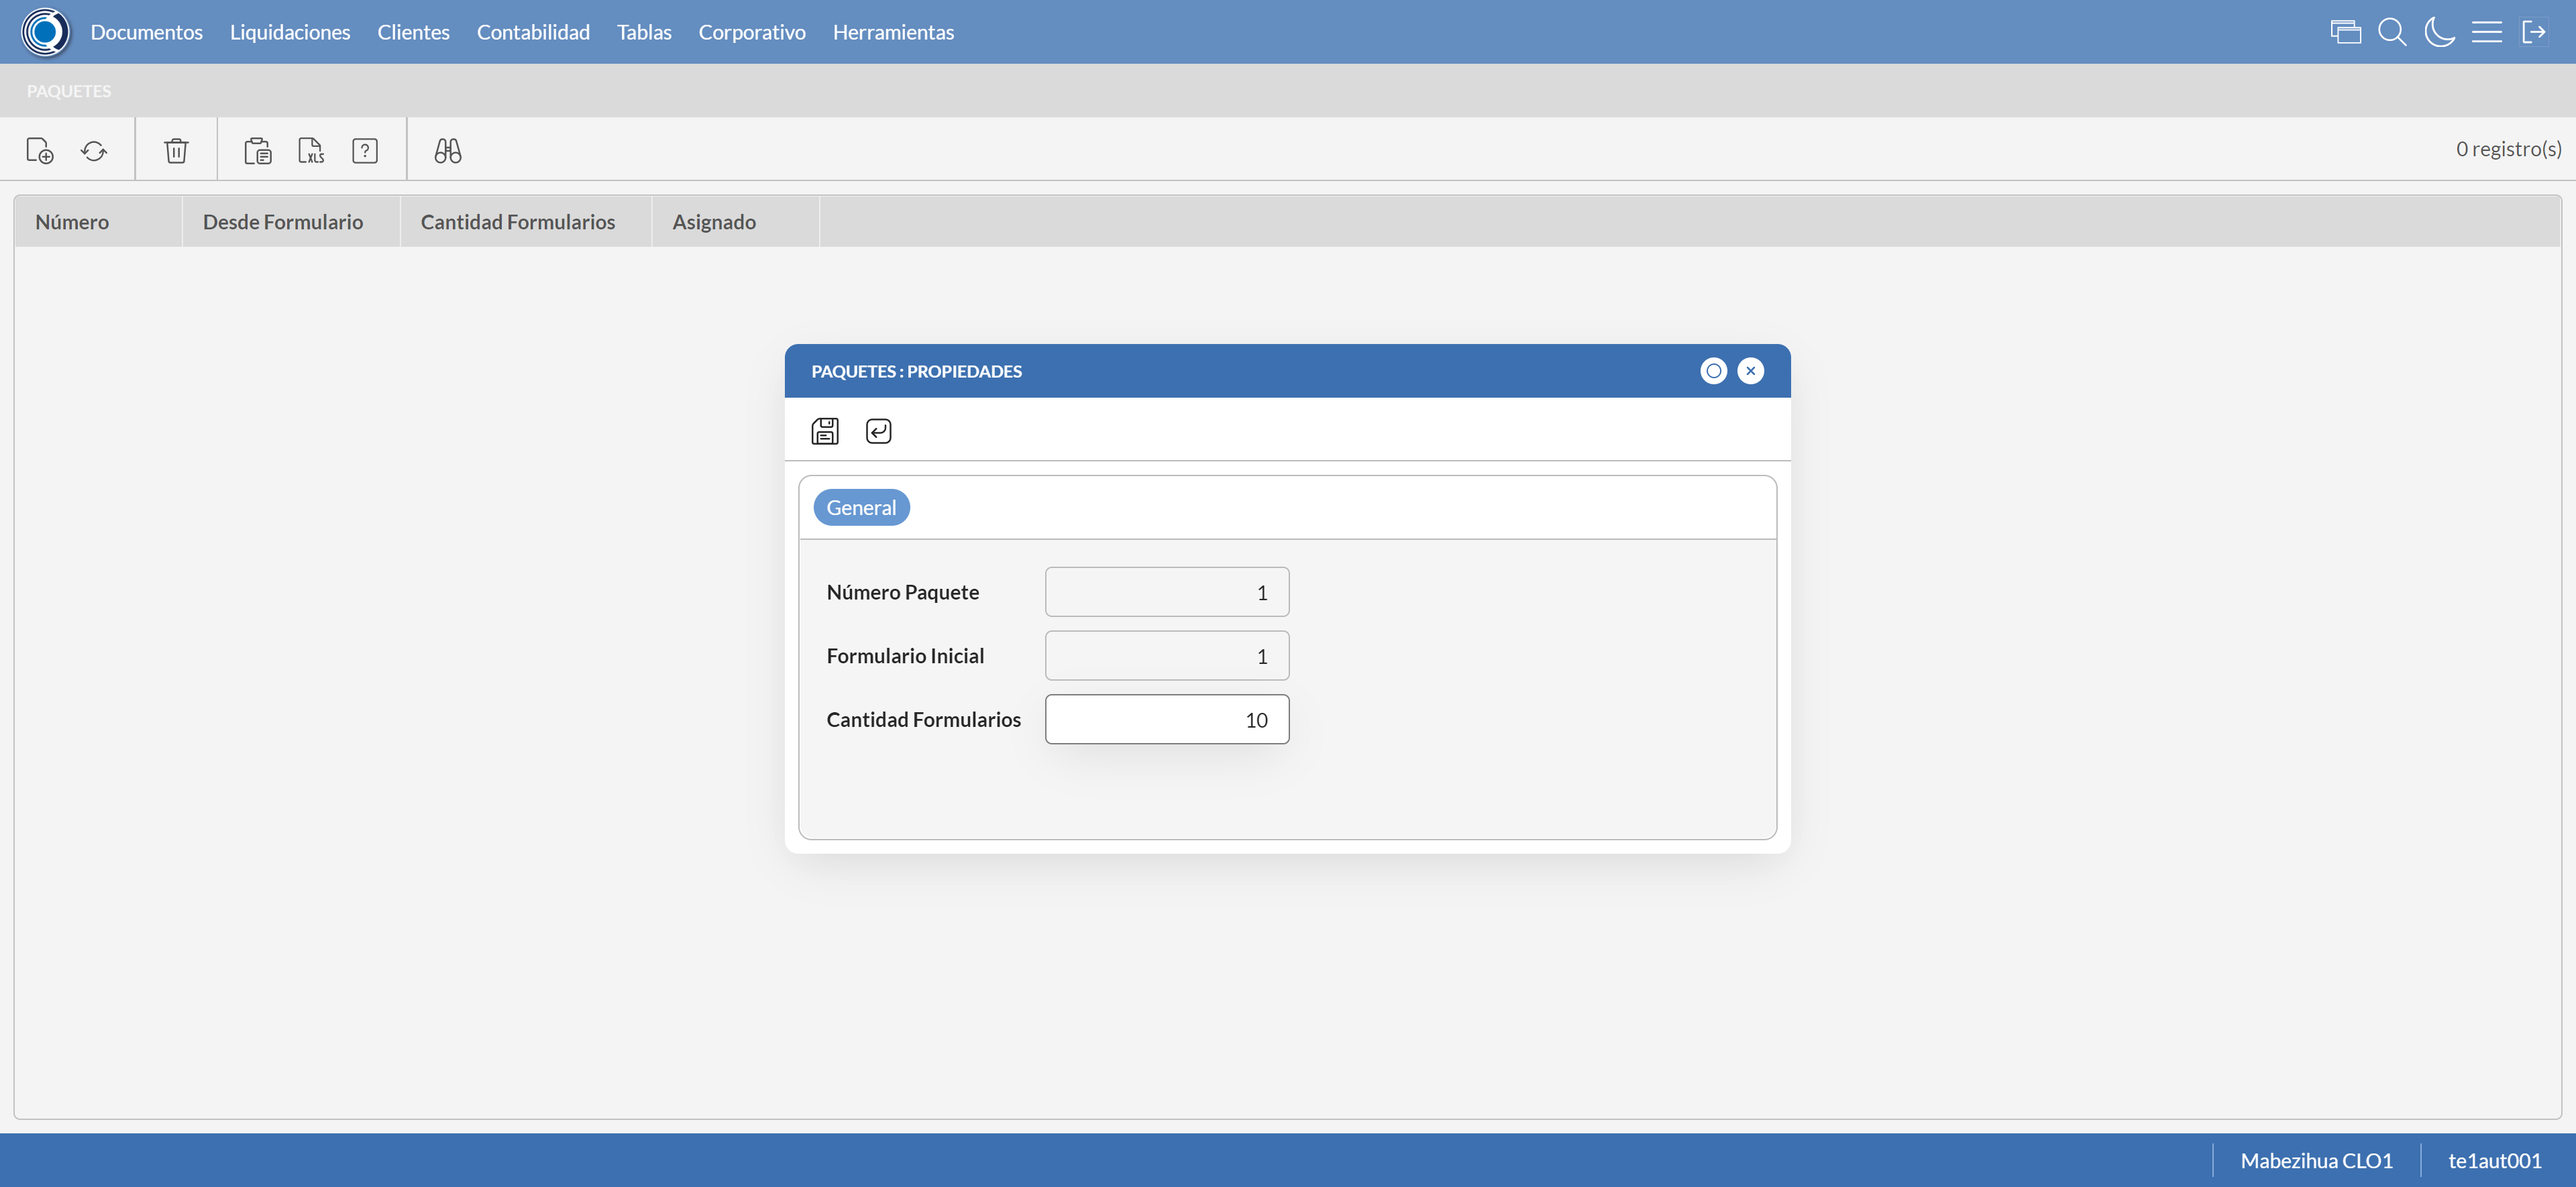 Documentos Liquidaciones Clientes Contabilidad Tablas Corporativo Herramientas
PAQUETES
XLS ? 0 registro(s)
Número Desde Formulario Cantidad Formularios Asignado
PAQUETES : PROPIEDADES
General
Número Paquete 1
Formulario Inicial 1
Cantidad Formularios 10
Mabezihua CLO1 te1aut001